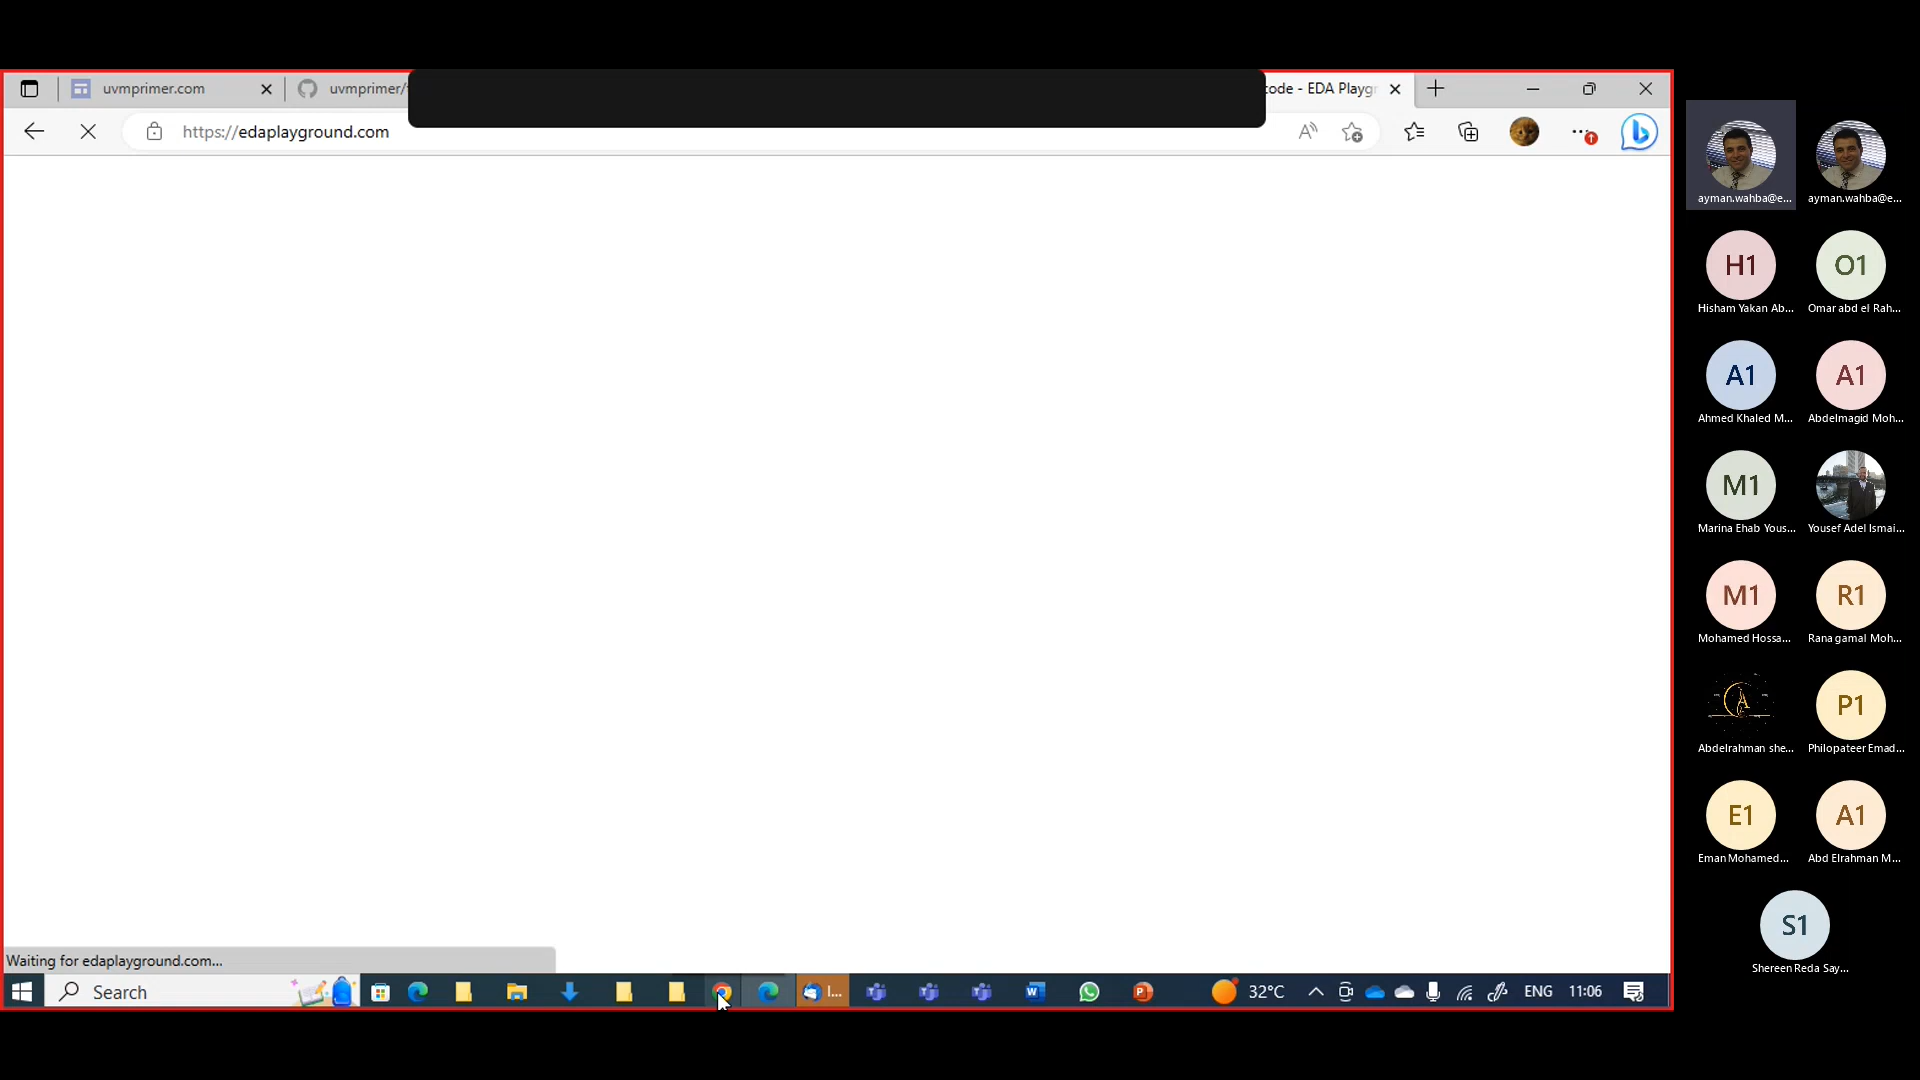 uvmprimer.com
uvmprimer/
code - EDA Playgr
https://edaplayground.com
Waiting for edaplayground.com...
Search
I...
32°C
ENG
11:06
ayman.wahba@e...
ayman.wahba@e...
H1
O1
Hisham Yakan Ab...
Omar abd el Rah...
A1
A1
Ahmed Khaled M...
Abdelmagid Moh...
M1
Marina Ehab Yous...
Yousef Adel Ismai...
M1
R1
Mohamed Hossa...
Rana gamal Moh...
A
P1
Abdelrahman she...
Philopateer Emad...
E1
A1
Eman Mohamed...
Abd Elrahman M...
S1
Shereen Reda Say...